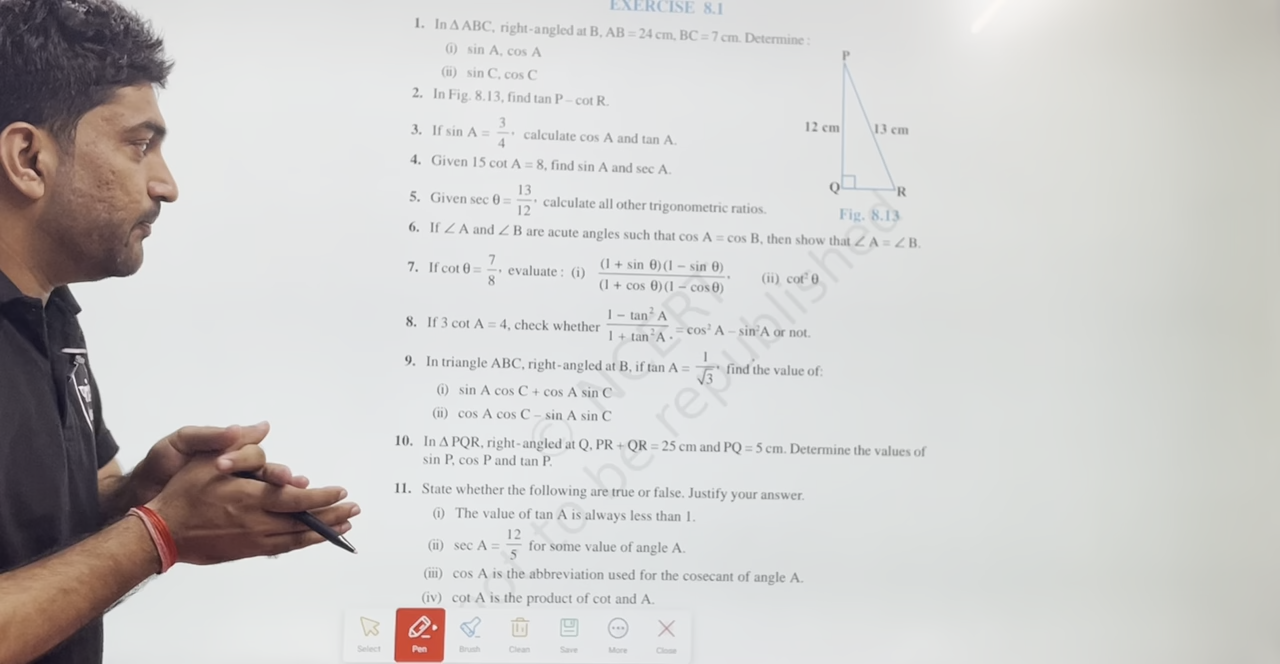 EXERCISE 8.1
1. In Δ ABC, right-angled at B, AB = 24 cm, BC = 7 cm. Determine :
(i) sin A, cos A
(ii) sin C, cos C
2. In Fig. 8.13, find tan P – cot R.
3. If sin A = 3/4, calculate cos A and tan A.
4. Given 15 cot A = 8, find sin A and sec A.
5. Given sec θ = 13/12, calculate all other trigonometric ratios.
6. If ∠ A and ∠ B are acute angles such that cos A = cos B, then show that ∠ A = ∠ B.
7. If cot θ = 7/8, evaluate : (i) (1 + sin θ)(1 – sin θ)/(1 + cos θ)(1 – cos θ), (ii) cot² θ
8. If 3 cot A = 4, check whether 1 – tan² A/1 + tan² A = cos² A – sin² A or not.
9. In triangle ABC, right-angled at B, if tan A = 1/√3, find the value of:
(i) sin A cos C + cos A sin C
(ii) cos A cos C – sin A sin C
10. In Δ PQR, right-angled at Q, PR + QR = 25 cm and PQ = 5 cm. Determine the values of
sin P, cos P and tan P.
11. State whether the following are true or false. Justify your answer.
(i) The value of tan A is always less than 1.
(ii) sec A = 12/5 for some value of angle A.
(iii) cos A is the abbreviation used for the cosecant of angle A.
(iv) cot A is the product of cot and A.
P
12 cm
13 cm
Q
R
Fig. 8.13
© NCERT
not to be republished
Select
Pen
Brush
Clean
Save
More
Close